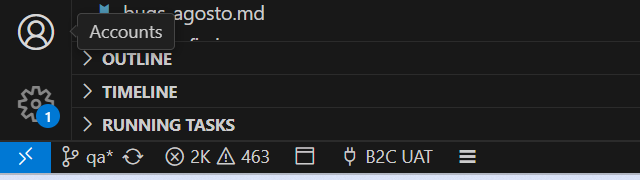 bugs-agosto.md
Accounts
OUTLINE
TIMELINE
1
RUNNING TASKS
qa* 2K 463 B2C UAT